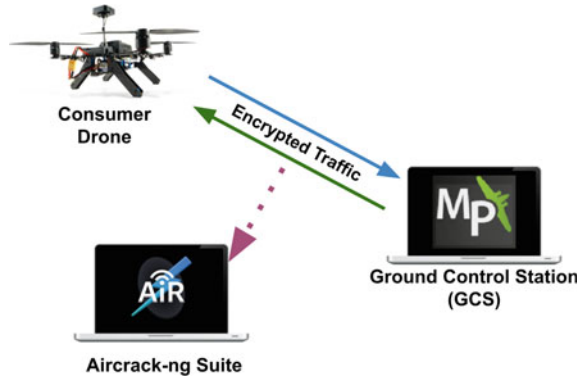 Consumer
Drone
Encrypted Traffic
MP
Ground Control Station
(GCS)
AiR
Aircrack-ng Suite